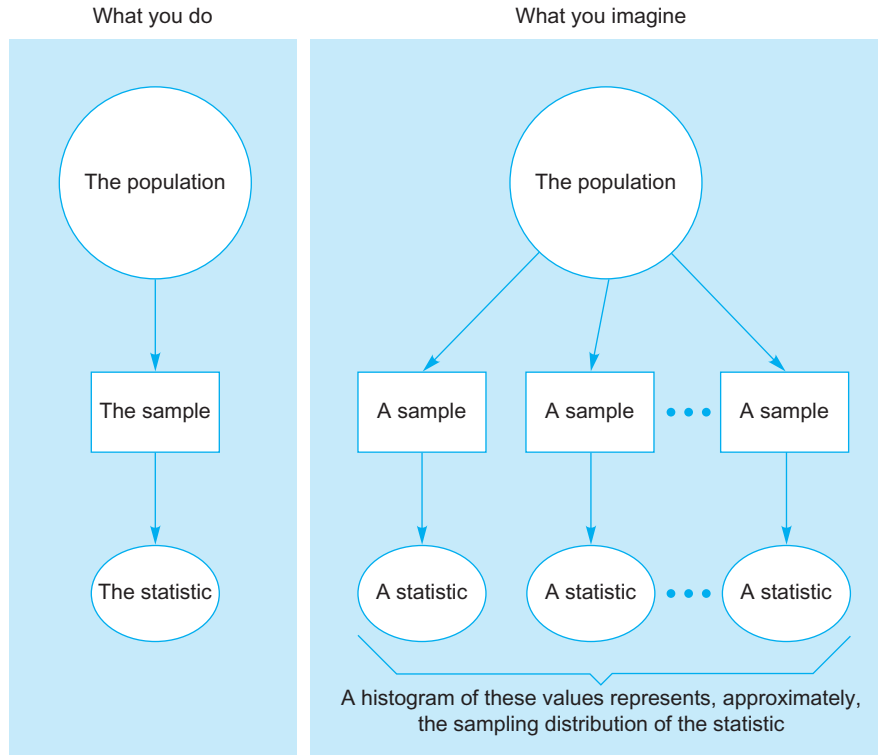 What you do
What you imagine
The population
The population
The sample
A sample
A sample
A sample
The statistic
A statistic
A statistic
A statistic
A histogram of these values represents, approximately,
the sampling distribution of the statistic